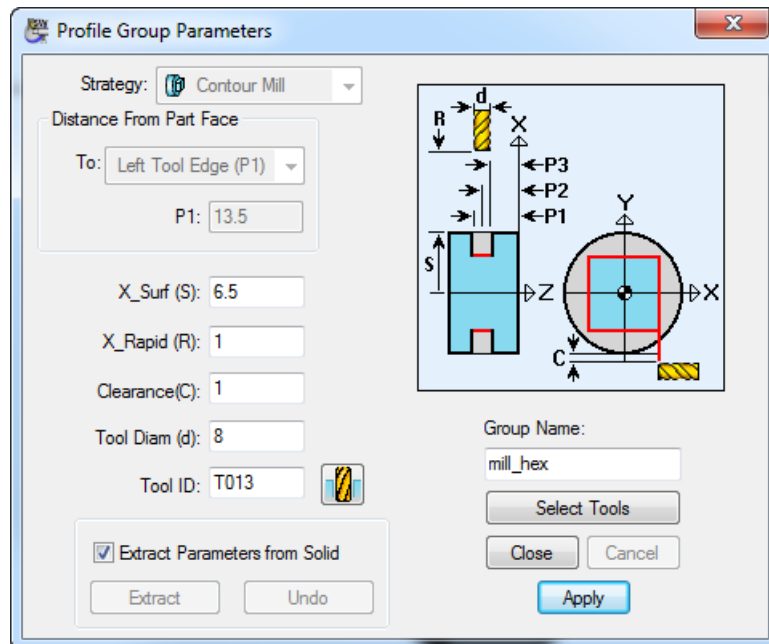 Profile Group Parameters
Strategy: Contour Mill
Distance From Part Face
To: Left Tool Edge (P1)
P1: 13.5
X_Surf (S): 6.5
X_Rapid (R): 1
Clearance(C): 1
Tool Diam (d): 8
Tool ID: T013
Extract Parameters from Solid
Extract Undo
d
R X
P3
P2
P1
Y
S
Z X
C
Group Name:
mill_hex
Select Tools
Close Cancel
Apply